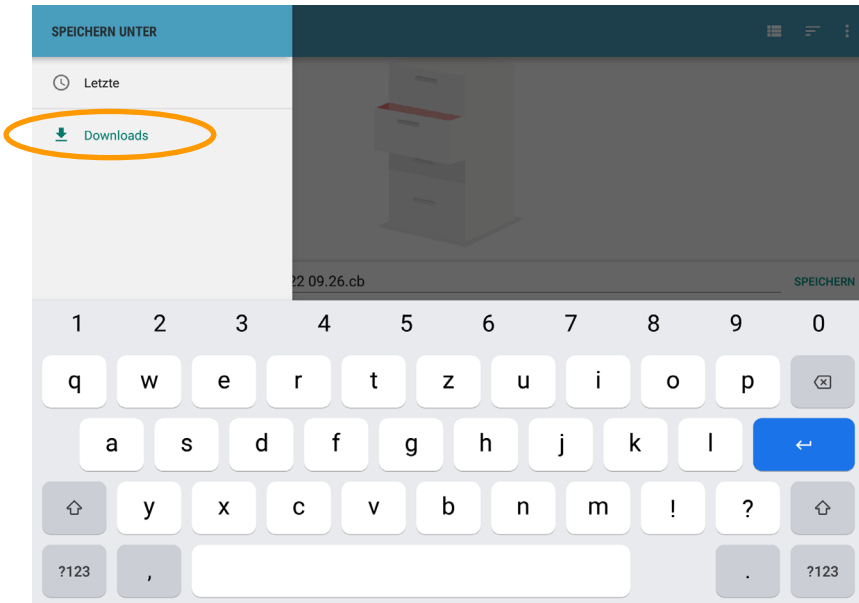 SPEICHERN UNTER
Letzte
Downloads
22 09.26.cb SPEICHERN
1 2 3 4 5 6 7 8 9 0
q w e r t z u i o p
a s d f g h j k l
y x c v b n m ! ?
?123 , . ?123